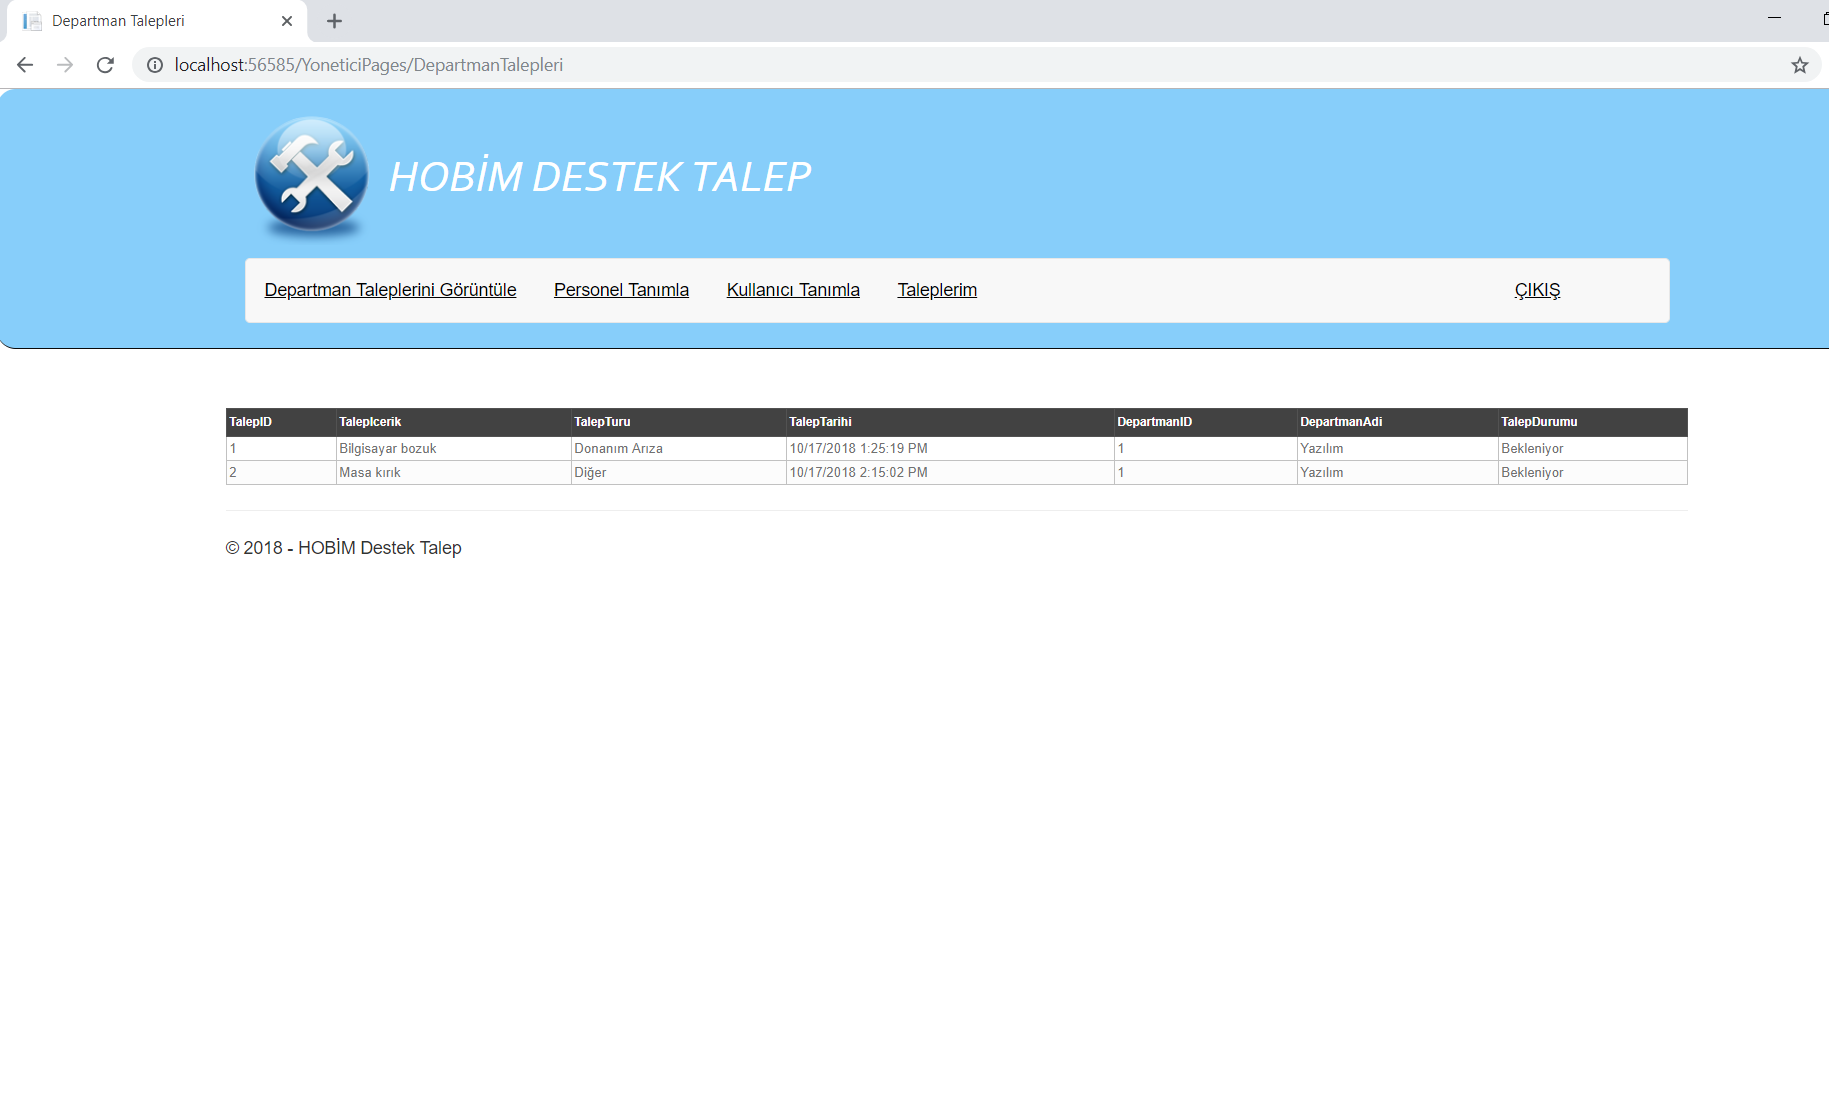 Departman Talepleri
localhost:56585/YoneticiPages/DepartmanTalepleri
HOBİM DESTEK TALEP
Departman Taleplerini Görüntüle Personel Tanımla Kullanıcı Tanımla Taleplerim ÇIKIŞ
TalepID TalepIcerik TalepTuru TalepTarihi DepartmanID DepartmanAdi TalepDurumu
1 Bilgisayar bozuk Donanım Arıza 10/17/2018 1:25:19 PM 1 Yazılım Bekleniyor
2 Masa kırık Diğer 10/17/2018 2:15:02 PM 1 Yazılım Bekleniyor
© 2018 - HOBİM Destek Talep